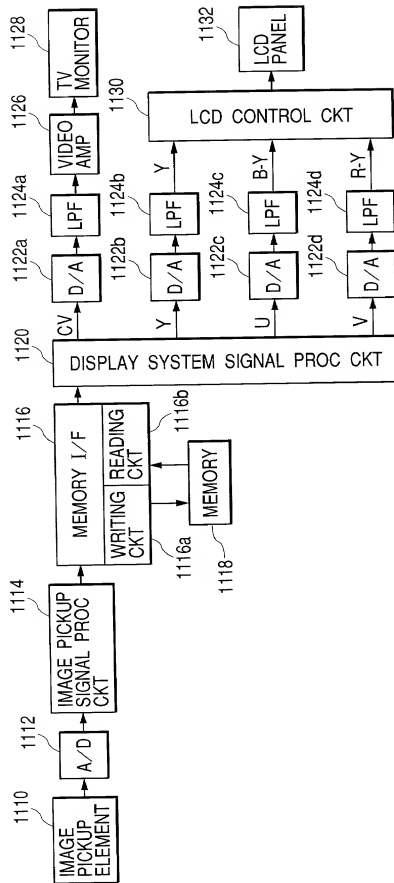 1110
IMAGE PICKUP
ELEMENT
1112
A/D
1114
IMAGE PICKUP
SIGNAL PROC
CKT
1116
MEMORY I/F
WRITING
CKT
READING
CKT
1116a
1116b
MEMORY
1118
1120
DISPLAY SYSTEM SIGNAL PROC CKT
CV
1122a
D/A
1124a
LPF
1126
VIDEO
AMP
1128
TV
MONITOR
Y
1122b
D/A
1124b
LPF
Y
U
1122c
D/A
1124c
LPF
B-Y
V
1122d
D/A
1124d
LPF
R-Y
1130
LCD CONTROL CKT
1132
LCD
PANEL